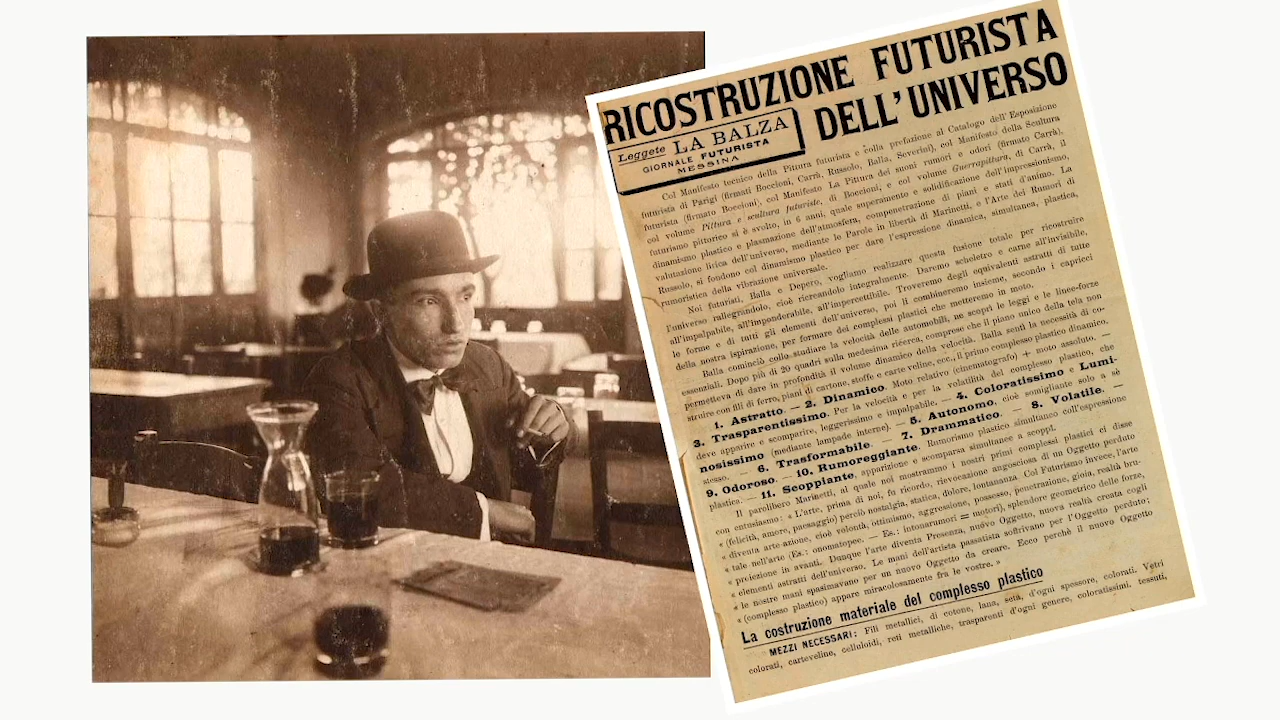 RICOSTRUZIONE FUTURISTA
DELL'UNIVERSO
Leggete LA BALZA
GIORNALE FUTURISTA
MESSINA
Col Manifesto tecnico della Pittura futurista e colla prefazione al Catalogo dell'Esposizione
futurista di Parigi (firmati Boccioni, Carrà, Russolo, Balla, Severini), col Manifesto della Scultura
futurista (firmato Boccioni), col Manifesto La Pittura dei suoni rumori e odori (firmato Carrà),
col volume Pittura e scultura futuriste, di Boccioni, e col volume Guerrapittura, di Carrà, il
futurismo pittorico si è svolto, in 6 anni, quale superamento e solidificazione dell'impressionismo,
dinamismo plastico e plasmazione dell'atmosfera, compenetrazione di piani e stati d'animo. La
valutazione lirica dell'universo, mediante le Parole in libertà di Marinetti, e l'Arte dei Rumori di
Russolo, si fondono col dinamismo plastico per dare l'espressione dinamica, simultanea, plastica,
rumoristica della vibrazione universale.
Noi futuristi, Balla e Depero, vogliamo realizzare questa fusione totale per ricostruire
l'universo rallegrandolo, cioè ricreandolo integralmente. Daremo scheletro e carne all'invisibile,
all'impalpabile, all'imponderabile, all'impercettibile. Troveremo degli equivalenti astratti di tutte
le forme e di tutti gli elementi dell'universo, poi li combineremo insieme, secondo i capricci
della nostra ispirazione, per formare dei complessi plastici che metteremo in moto.
Balla cominciò collo studiare la velocità delle automobili, ne scoprì le leggi e le linee-forze
essenziali. Dopo più di 20 quadri sulla medesima ricerca, comprese che il piano unico della tela non
permetteva di dare in profondità il volume dinamico della velocità. Balla sentì la necessità di co-
struire con fili di ferro, piani di cartone, stoffe e carte veline, ecc., il primo complesso plastico dinamico.
1. Astratto. — 2. Dinamico. Moto relativo (cinematografo) + moto assoluto. —
3. Trasparentissimo. Per la velocità e per la volatilità del complesso plastico, che
deve apparire e scomparire, leggerissimo e impalpabile. — 4. Coloratissimo e Lumi-
nosissimo (mediante lampade interne). — 5. Autonomo, cioè somigliante solo a sè
stesso. — 6. Trasformabile. — 7. Drammatico. — 8. Volatile. —
9. Odoroso. — 10. Rumoreggiante. Rumorismo plastico simultaneo coll'espressione
plastica. — 11. Scoppiante, apparizione e scomparsa simultanee a scoppi.
Il parolibero Marinetti, al quale noi mostrammo i nostri primi complessi plastici ci disse
con entusiasmo: « L'arte, prima di noi, fu ricordo, rievocazione angosciosa di un Oggetto perduto
« (felicità, amore, paesaggio) perciò nostalgia, statica, dolore, lontananza. Col Futurismo invece, l'arte
« diventa arte-azione, cioè volontà, ottimismo, aggressione, possesso, penetrazione, gioia, realtà bru-
« tale nell'arte (Es.: onomatopee. — Es.: intonarumori = motori), splendore geometrico delle forze,
« proiezione in avanti. Dunque l'arte diventa Presenza, nuovo Oggetto, nuova realtà creata cogli
« elementi astratti dell'universo. Le mani dell'artista passatista soffrivano per l'Oggetto perduto;
« le nostre mani spasimavano per un nuovo Oggetto da creare. Ecco perchè il nuovo Oggetto
« (complesso plastico) appare miracolosamente fra le vostre. »
La costruzione materiale del complesso plastico
MEZZI NECESSARI: Fili metallici, di cotone, lana, seta, d'ogni spessore, colorati. Vetri
colorati, carteveline, celluloidi, reti metalliche, trasparenti d'ogni genere, coloratissimi, tessuti,